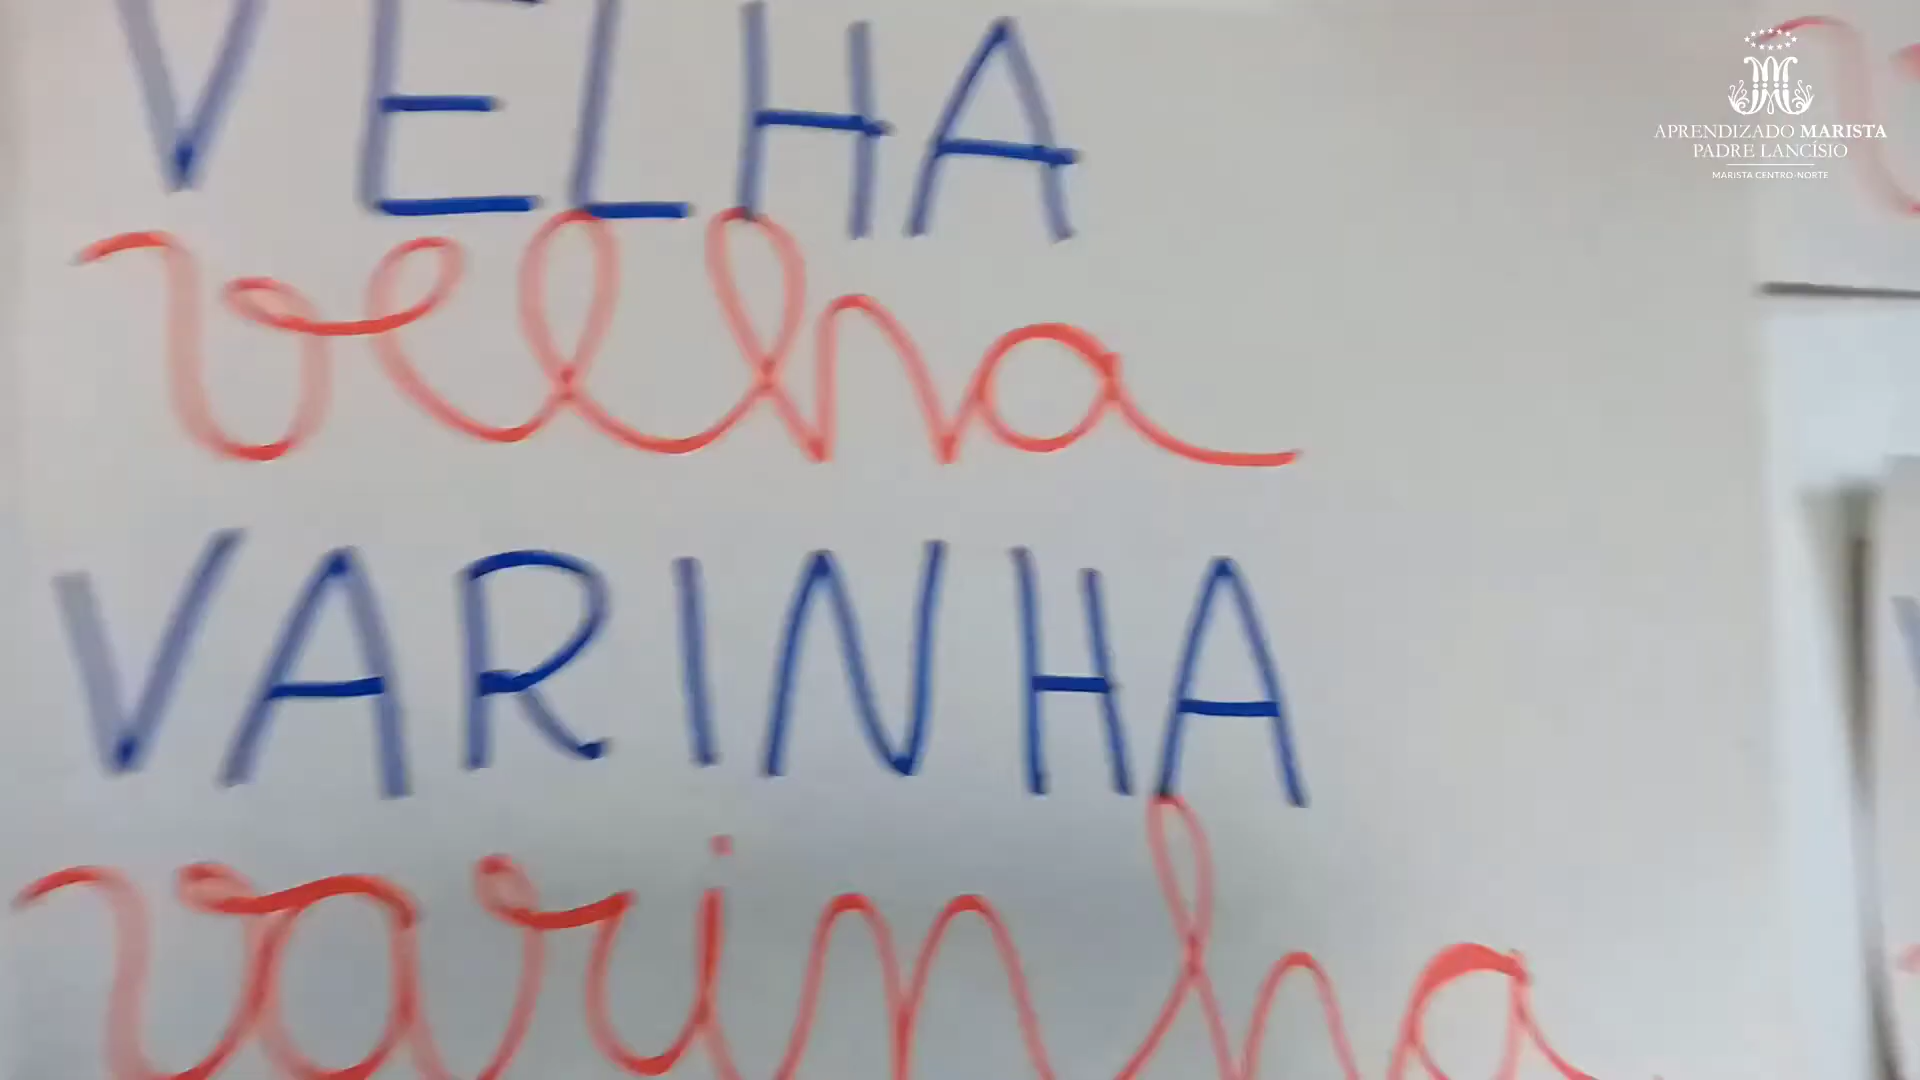 VELHA
velha
VARINHA
varinha
APRENDIZADO MARISTA
PADRE LANCÍSIO
MARISTA CENTRO-NORTE